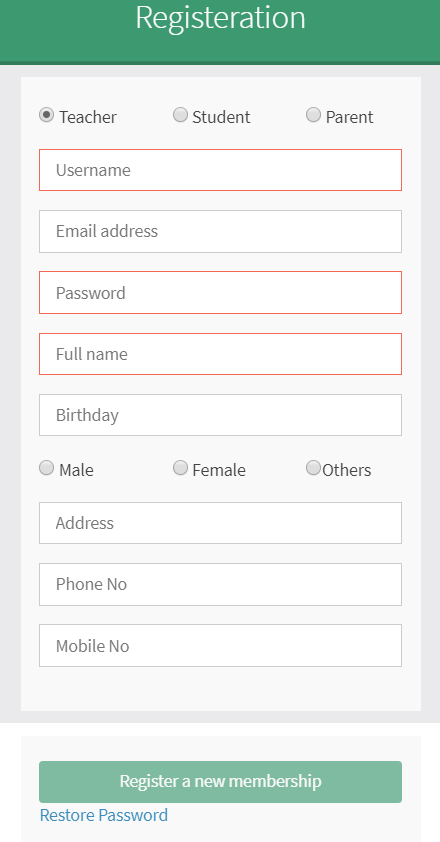 Registeration
Teacher Student Parent
Username
Email address
Password
Full name
Birthday
Male Female Others
Address
Phone No
Mobile No
Register a new membership
Restore Password